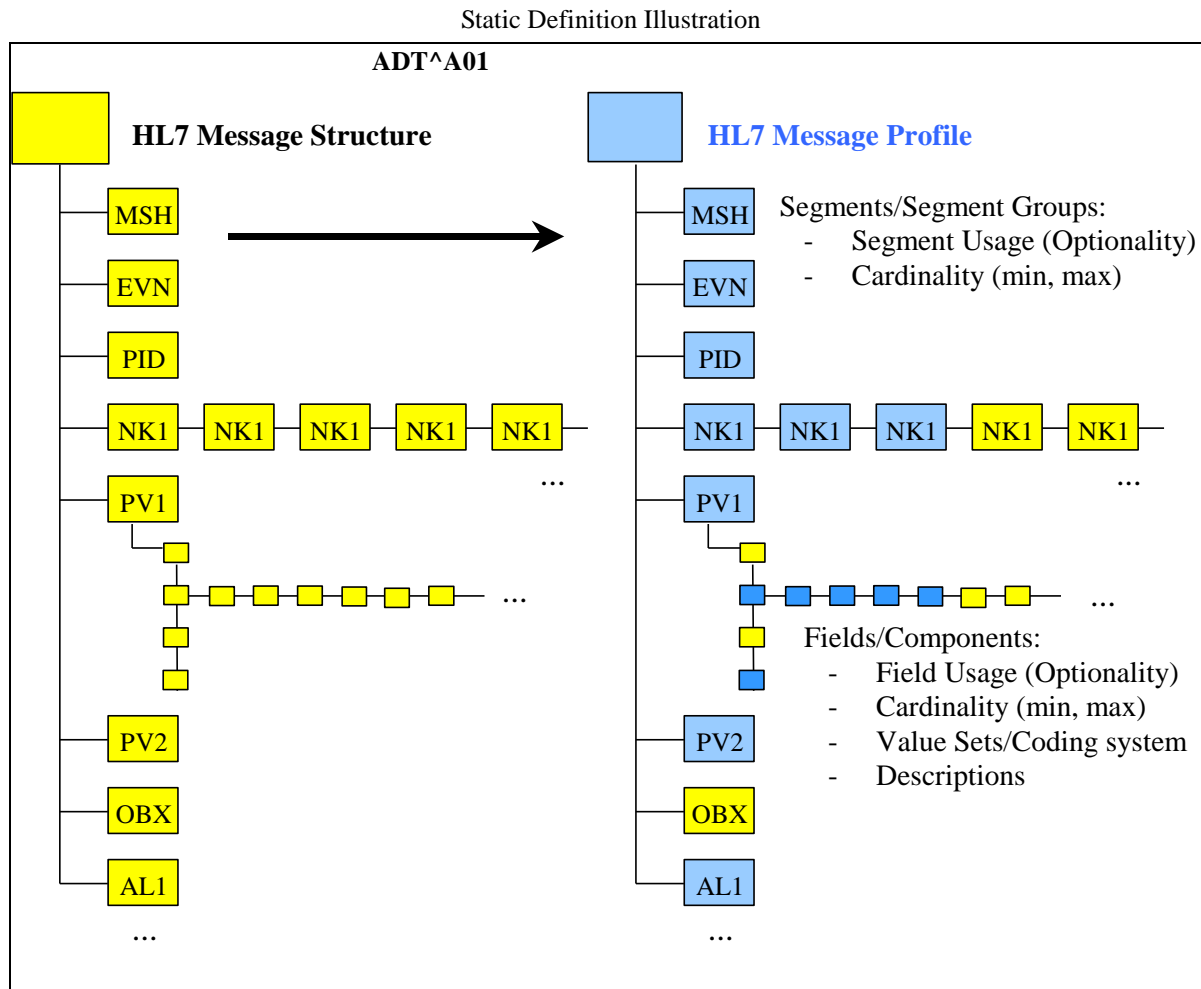 Static Definition Illustration
ADT^A01
HL7 Message Structure
HL7 Message Profile
MSH
EVN
PID
NK1 NK1 NK1 NK1 NK1
...
PV1
...
PV2
OBX
AL1
...
MSH
EVN
PID
NK1 NK1 NK1 NK1 NK1
...
PV1
...
PV2
OBX
AL1
...
Segments/Segment Groups:
- Segment Usage (Optionality)
- Cardinality (min, max)
Fields/Components:
- Field Usage (Optionality)
- Cardinality (min, max)
- Value Sets/Coding system
- Descriptions